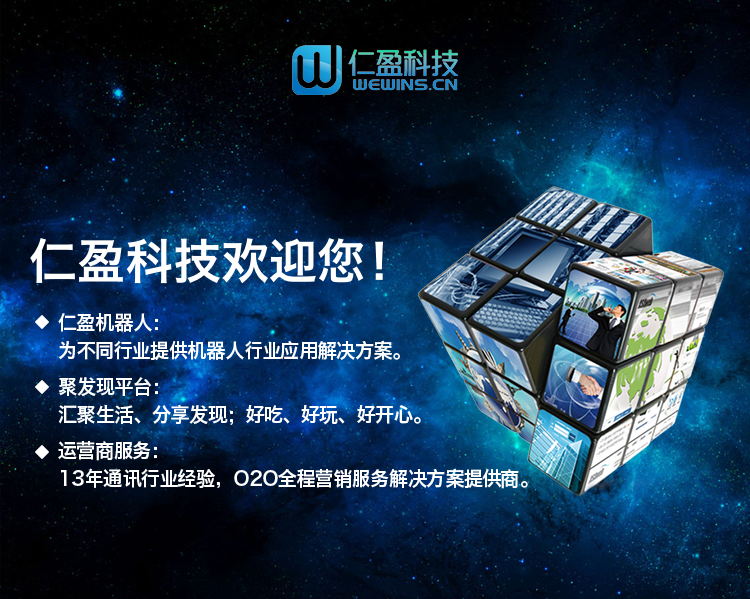 仁盈科技
WEWINS.CN
仁盈科技欢迎您！
◆ 仁盈机器人：
为不同行业提供机器人行业应用解决方案。
◆ 聚发现平台：
汇聚生活、分享发现；好吃、好玩、好开心。
◆ 运营商服务：
13年通讯行业经验，O2O全程营销服务解决方案提供商。